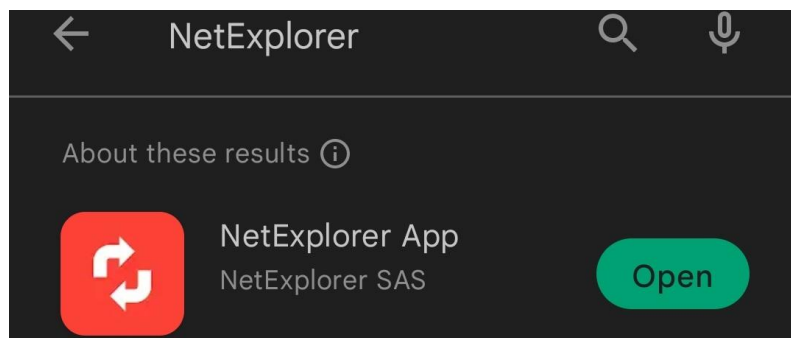 NetExplorer
About these results
NetExplorer App
NetExplorer SAS
Open